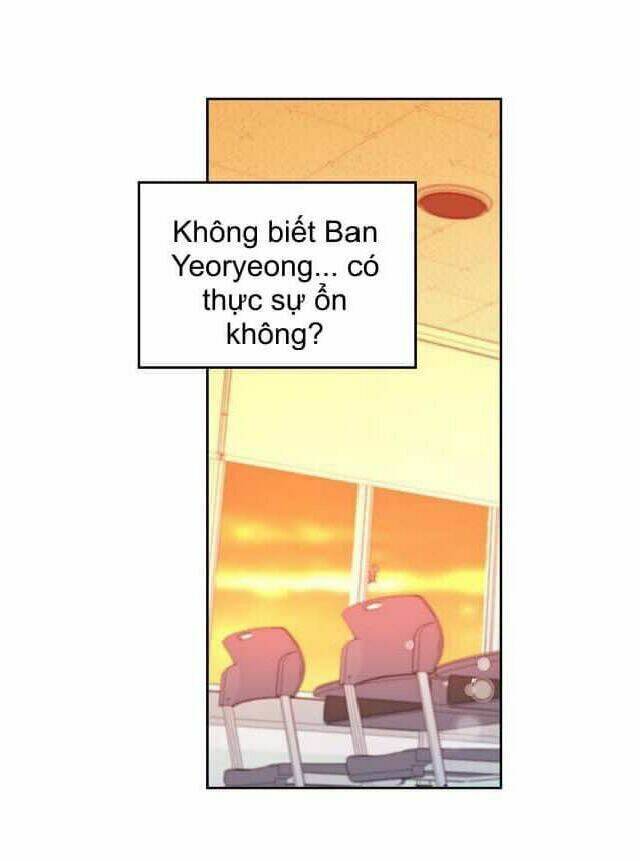 Không biết Ban
Yeoryeong... có
thực sự ổn
không?